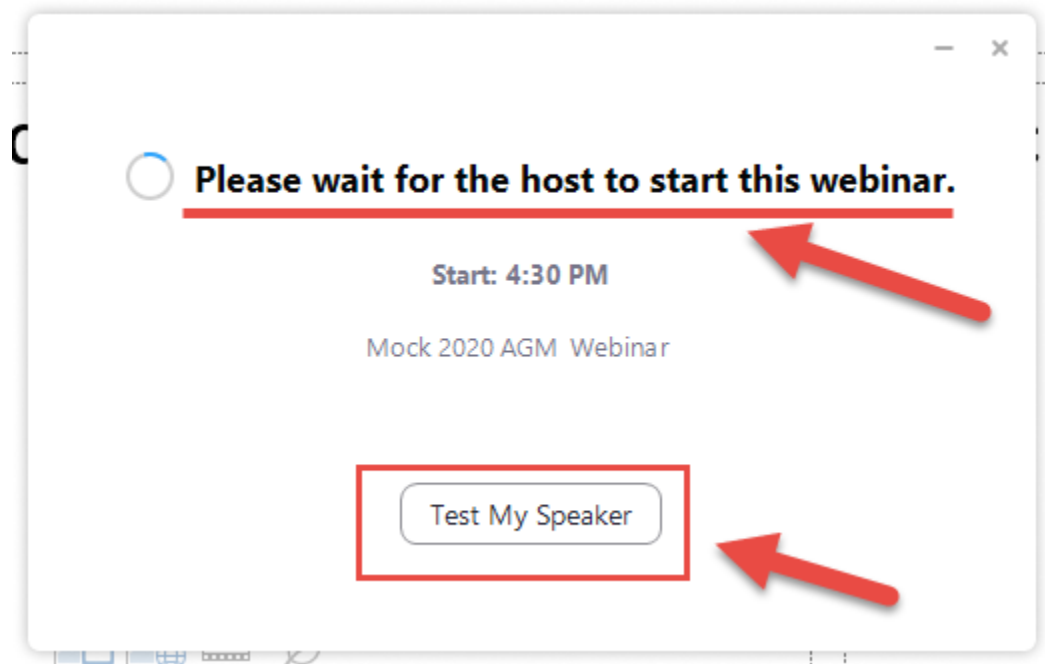 Please wait for the host to start this webinar.
Start: 4:30 PM
Mock 2020 AGM Webinar
Test My Speaker